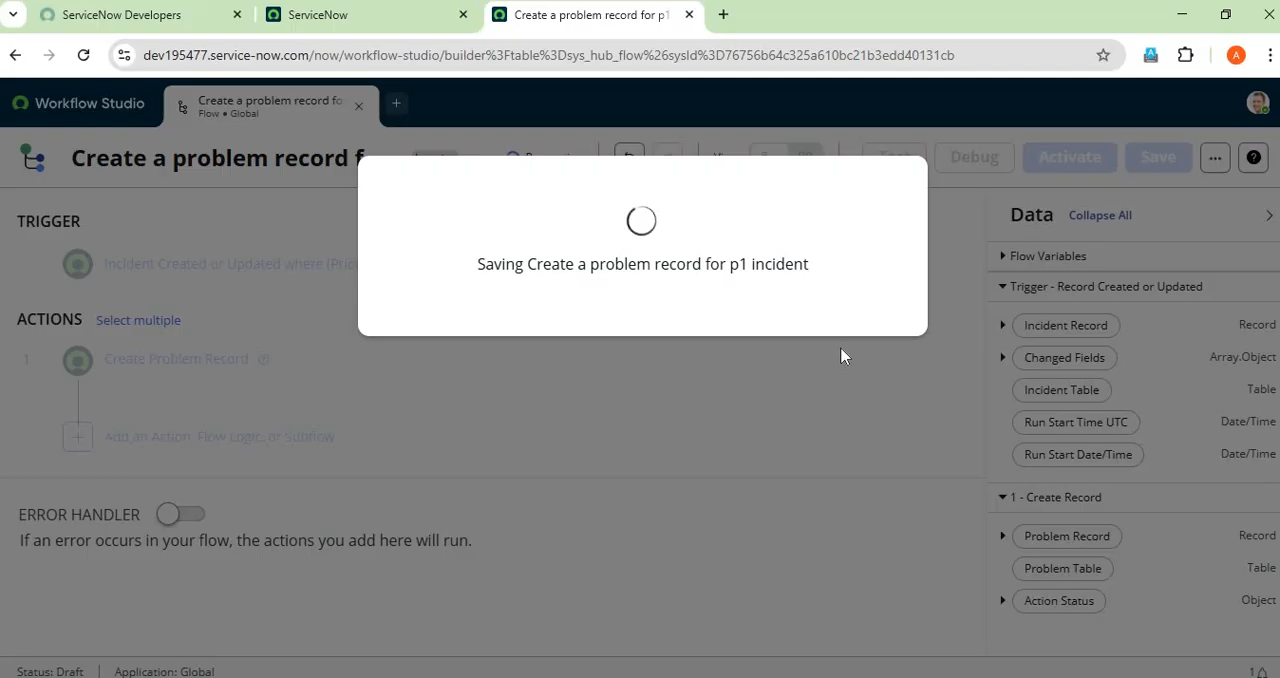 ServiceNow Developers
ServiceNow
Create a problem record for p1
dev195477.service-now.com/now/workflow-studio/builder%3Ftable%3Dsys_hub_flow%26sysId%3D76756b64c325a610bc21b3edd40131cb
A
Workflow Studio
Create a problem record fo
Flow • Global
Create a problem record f
Debug
Activate
Save
Data
Collapse All
TRIGGER
Incident Created or Updated where (Prio
Saving Create a problem record for p1 incident
ACTIONS
Select multiple
1
Create Problem Record
Add an Action, Flow Logic, or Subflow
ERROR HANDLER
If an error occurs in your flow, the actions you add here will run.
Flow Variables
Trigger - Record Created or Updated
Incident Record
Record
Changed Fields
Array.Object
Incident Table
Table
Run Start Time UTC
Date/Time
Run Start Date/Time
Date/Time
1 - Create Record
Problem Record
Record
Problem Table
Table
Action Status
Object
Status: Draft
Application: Global
1